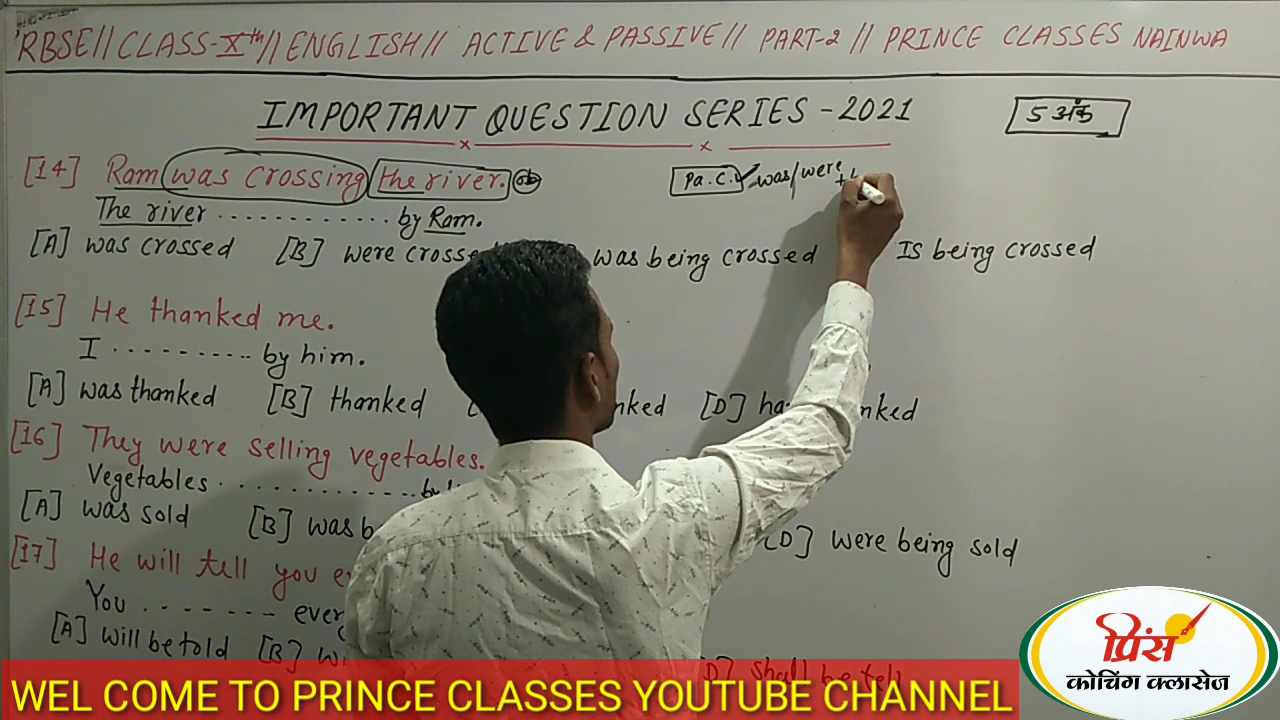 RBSE // CLASS-Xth // ENGLISH // ACTIVE & PASSIVE // PART-2 // PRINCE CLASSES NAINWA
IMPORTANT QUESTION SERIES - 2021
5 अंक
[14] Ram was crossing the river. ob
Pa.C. was/were +
The river ............. by Ram.
[A] was crossed [B] were crosse was being crossed Is being crossed
[15] He thanked me.
I .......... by him.
[A] was thanked [B] thanked nked [D] ha nked
[16] They were selling vegetables.
Vegetables ............. by
[A] was sold [B] was b [D] were being sold
[17] He will tell you
You ........ ever
[A] will be told [B] wi [D] shall be tell
WEL COME TO PRINCE CLASSES YOUTUBE CHANNEL
प्रिंस
कोचिंग क्लासेज